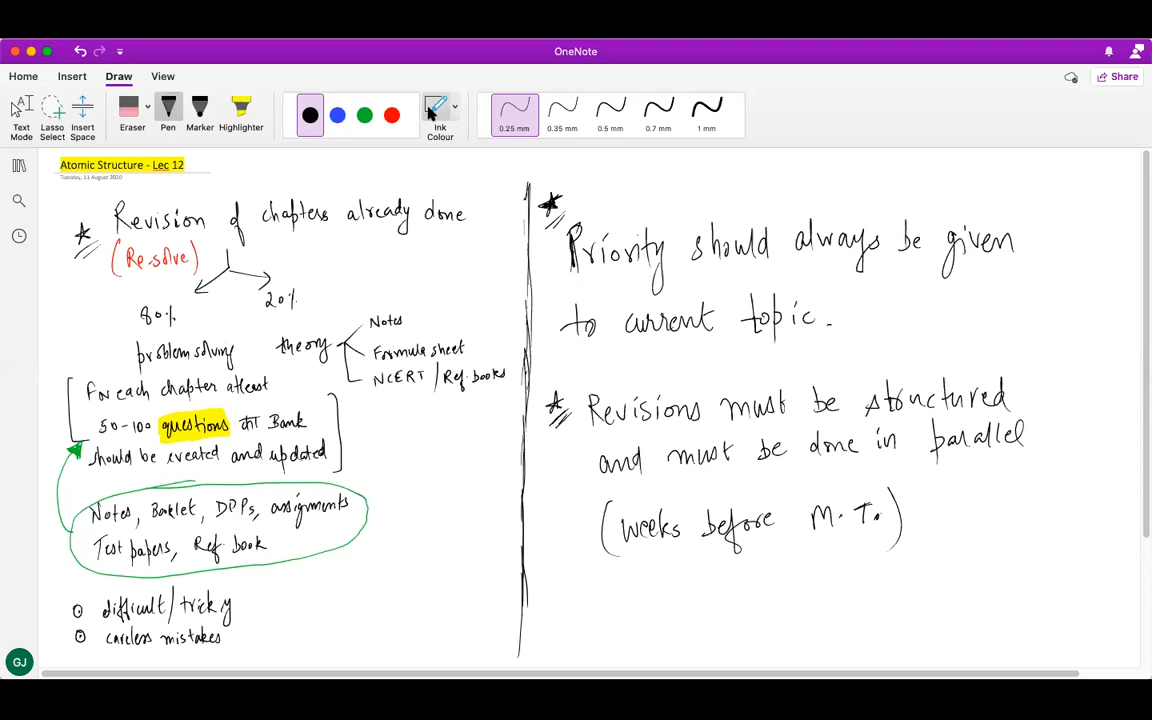 OneNote
Home Insert Draw View
Share
Text Mode
Lasso Select
Insert Space
Eraser
Pen
Marker
Highlighter
Ink Colour
0.25 mm
0.35 mm
0.5 mm
0.7 mm
1 mm
Atomic Structure - Lec 12
Tuesday, 11 August 2020
Revision of chapters already done
(Re-solve)
80%
20%
problem solving
theory
Notes
Formula sheet
NCERT / Ref. books
For each chapter atleast
50-100 questions Bank
should be created and updated
Notes, Booklet, DPPs, assignments
Test papers, Ref. book
difficult/tricky
careless mistakes
Priority should always be given
to current topic.
Revisions must be structured
and must be done in parallel
(weeks before M.T.)
GJ